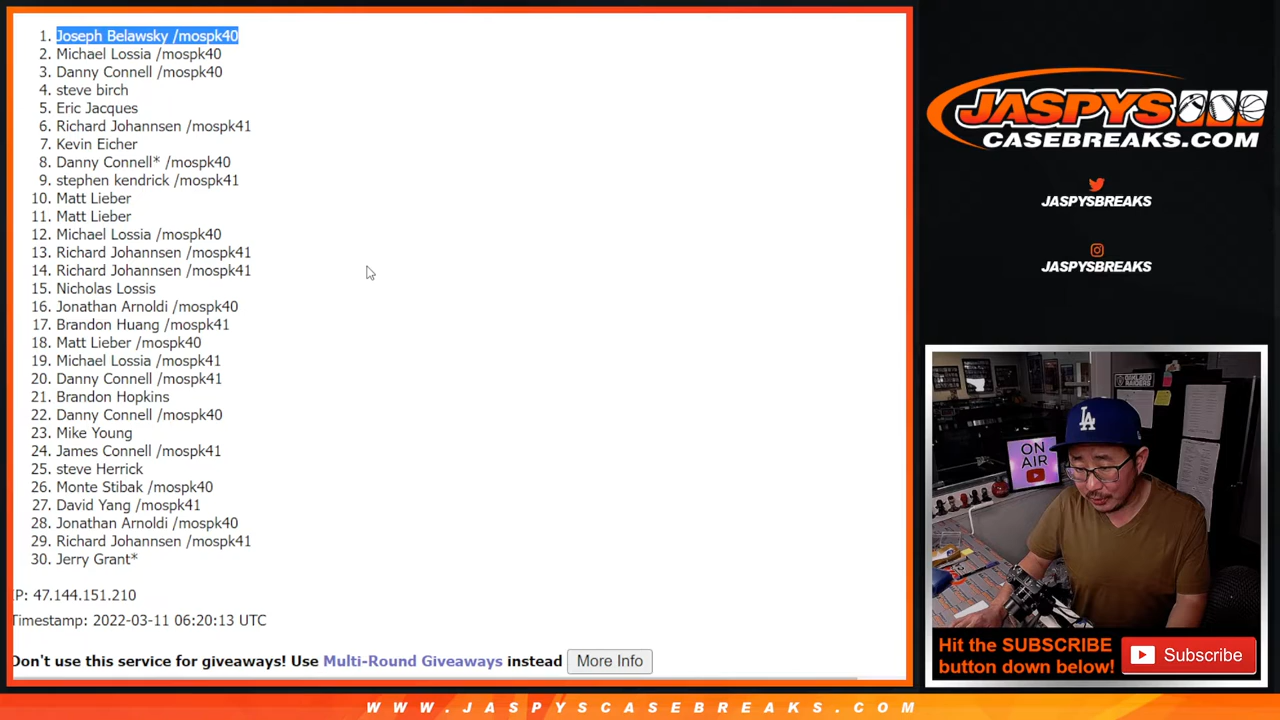 1. Joseph Belawsky /mospk40
2. Michael Lossia /mospk40
3. Danny Connell /mospk40
4. steve birch
5. Eric Jacques
6. Richard Johannsen /mospk41
7. Kevin Eicher
8. Danny Connell* /mospk40
9. stephen kendrick /mospk41
10. Matt Lieber
11. Matt Lieber
12. Michael Lossia /mospk40
13. Richard Johannsen /mospk41
14. Richard Johannsen /mospk41
15. Nicholas Lossis
16. Jonathan Arnoldi /mospk40
17. Brandon Huang /mospk41
18. Matt Lieber /mospk40
19. Michael Lossia /mospk41
20. Danny Connell /mospk41
21. Brandon Hopkins
22. Danny Connell /mospk40
23. Mike Young
24. James Connell /mospk41
25. steve Herrick
26. Monte Stibak /mospk40
27. David Yang /mospk41
28. Jonathan Arnoldi /mospk40
29. Richard Johannsen /mospk41
30. Jerry Grant*
IP: 47.144.151.210
Timestamp: 2022-03-11 06:20:13 UTC
Don't use this service for giveaways! Use Multi-Round Giveaways instead More Info
JASPYS
CASEBREAKS.COM
JASPYSBREAKS
JASPYSBREAKS
OAKLAND
RAIDERS
ON
AIR
LA
Hit the SUBSCRIBE
button down below!
Subscribe
WWW.JASPYSCASEBREAKS.COM